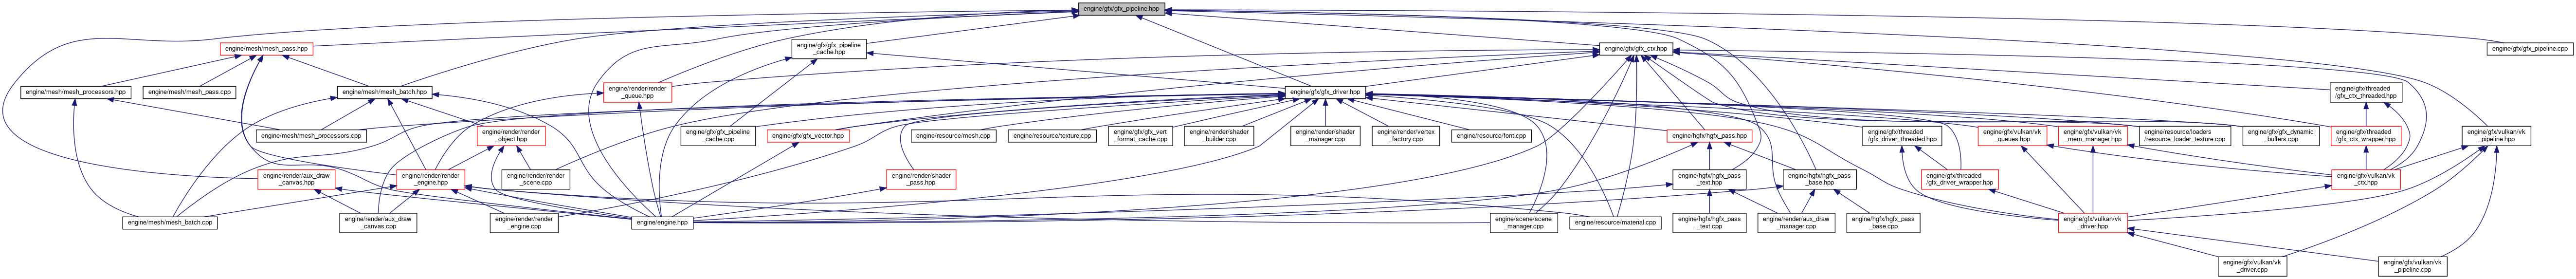 engine/gfx/gfx_pipeline.hpp
engine/mesh/mesh_pass.hpp
engine/gfx/gfx_pipeline
_cache.hpp
engine/gfx/gfx_ctx.hpp
engine/gfx/gfx_pipeline.cpp
engine/mesh/mesh_processors.hpp
engine/mesh/mesh_pass.cpp
engine/mesh/mesh_batch.hpp
engine/render/render
_queue.hpp
engine/gfx/gfx_driver.hpp
engine/gfx/threaded
/gfx_ctx_threaded.hpp
engine/mesh/mesh_processors.cpp
engine/render/render
_object.hpp
engine/gfx/gfx_pipeline
_cache.cpp
engine/gfx/gfx_vector.hpp
engine/resource/mesh.cpp
engine/resource/texture.cpp
engine/gfx/gfx_vert
_format_cache.cpp
engine/render/shader
_builder.cpp
engine/render/shader
_manager.cpp
engine/render/vertex
_factory.cpp
engine/resource/font.cpp
engine/hgfx/hgfx_pass.hpp
engine/gfx/threaded
/gfx_driver_threaded.hpp
engine/gfx/vulkan/vk
_queues.hpp
engine/gfx/vulkan/vk
_mem_manager.hpp
engine/resource/loaders
/resource_loader_texture.cpp
engine/gfx/gfx_dynamic
_buffers.cpp
engine/gfx/threaded
/gfx_ctx_wrapper.hpp
engine/gfx/vulkan/vk
_pipeline.hpp
engine/render/aux_draw
_canvas.hpp
engine/render/render
_engine.hpp
engine/render/render
_scene.cpp
engine/render/shader
_pass.hpp
engine/hgfx/hgfx_pass
_text.hpp
engine/hgfx/hgfx_pass
_base.hpp
engine/gfx/threaded
/gfx_driver_wrapper.hpp
engine/gfx/vulkan/vk
_ctx.hpp
engine/mesh/mesh_batch.cpp
engine/render/aux_draw
_canvas.cpp
engine/render/render
_engine.cpp
engine/engine.hpp
engine/scene/scene
_manager.cpp
engine/resource/material.cpp
engine/hgfx/hgfx_pass
_text.cpp
engine/render/aux_draw
_manager.cpp
engine/hgfx/hgfx_pass
_base.cpp
engine/gfx/vulkan/vk
_driver.hpp
engine/gfx/vulkan/vk
_driver.cpp
engine/gfx/vulkan/vk
_pipeline.cpp